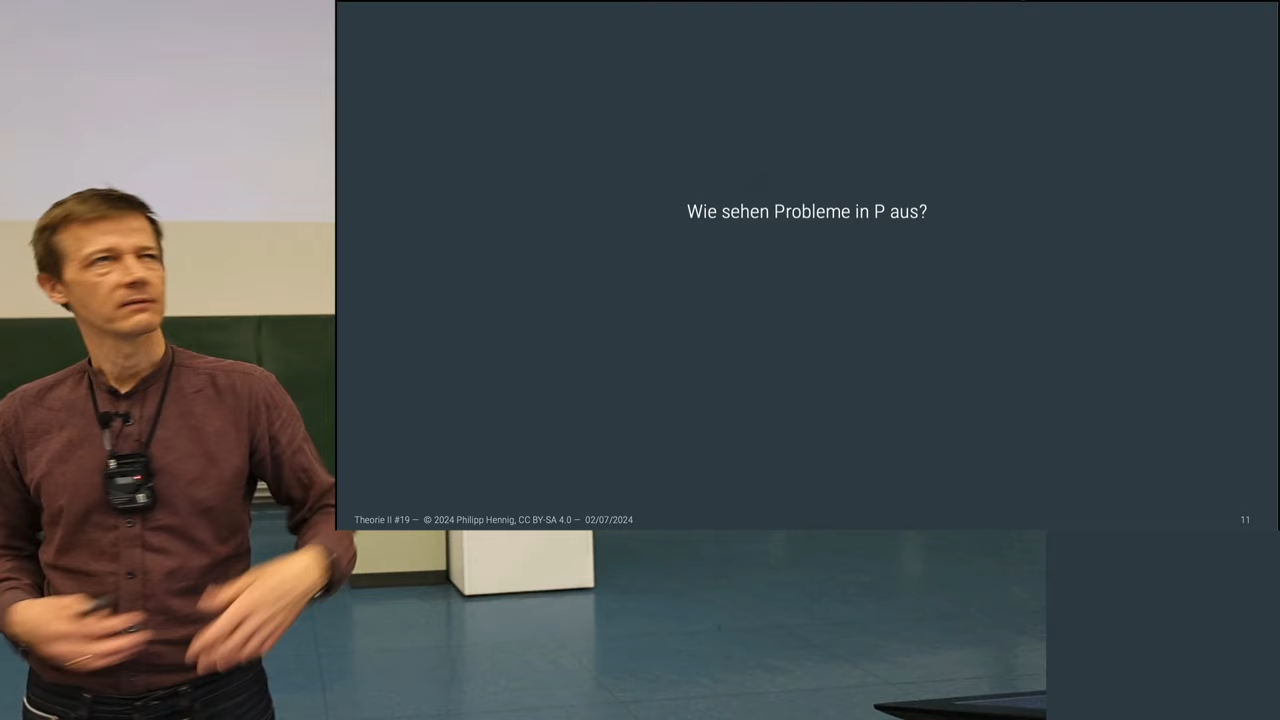 Wie sehen Probleme in P aus?
Theorie II #19 — © 2024 Philipp Hennig, CC BY-SA 4.0 — 02/07/2024
11